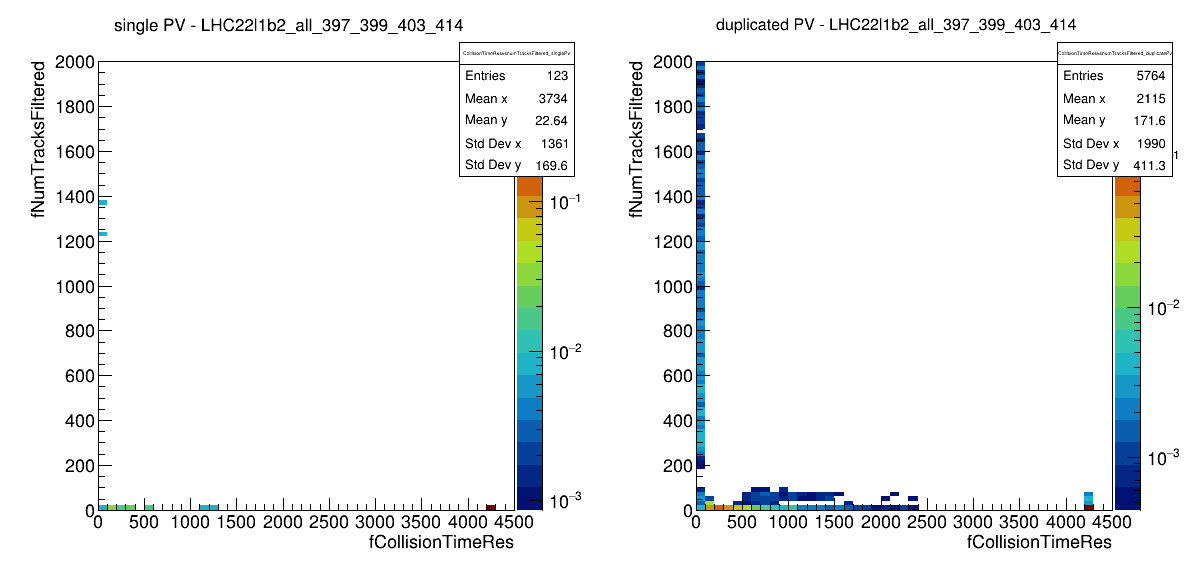 single PV - LHC22l1b2_all_397_399_403_414
CollisionTimeResvsnumTracksFiltered_singlePv
Entries 123
Mean x 3734
Mean y 22.64
Std Dev x 1361
Std Dev y 169.6
fNumTracksFiltered
2000
1800
1600
1400
1200
1000
800
600
400
200
0
0 500 1000 1500 2000 2500 3000 3500 4000 4500
fCollisionTimeRes
10−1
10−2
10−3
duplicated PV - LHC22l1b2_all_397_399_403_414
CollisionTimeResvsnumTracksFiltered_duplicatePv
Entries 5764
Mean x 2115
Mean y 171.6
Std Dev x 1990
Std Dev y 411.3
fNumTracksFiltered
2000
1800
1600
1400
1200
1000
800
600
400
200
0
0 500 1000 1500 2000 2500 3000 3500 4000 4500
fCollisionTimeRes
1
10−2
10−3